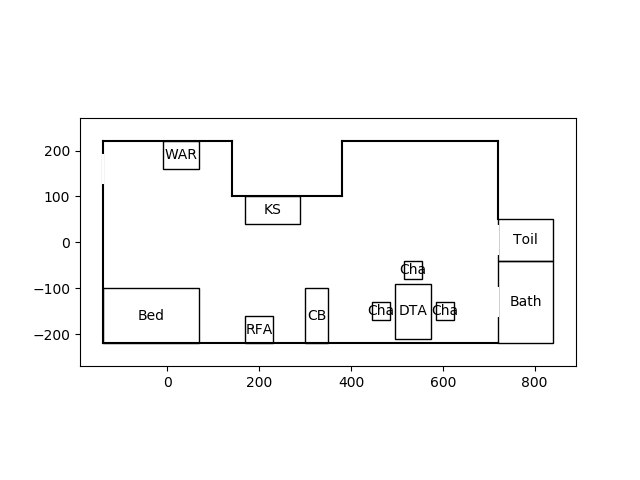 200
100
0
−100
−200
WAR
KS
Toil
Cha
Bed
RFA
CB
Cha
DTA
Cha
Bath
0
200
400
600
800